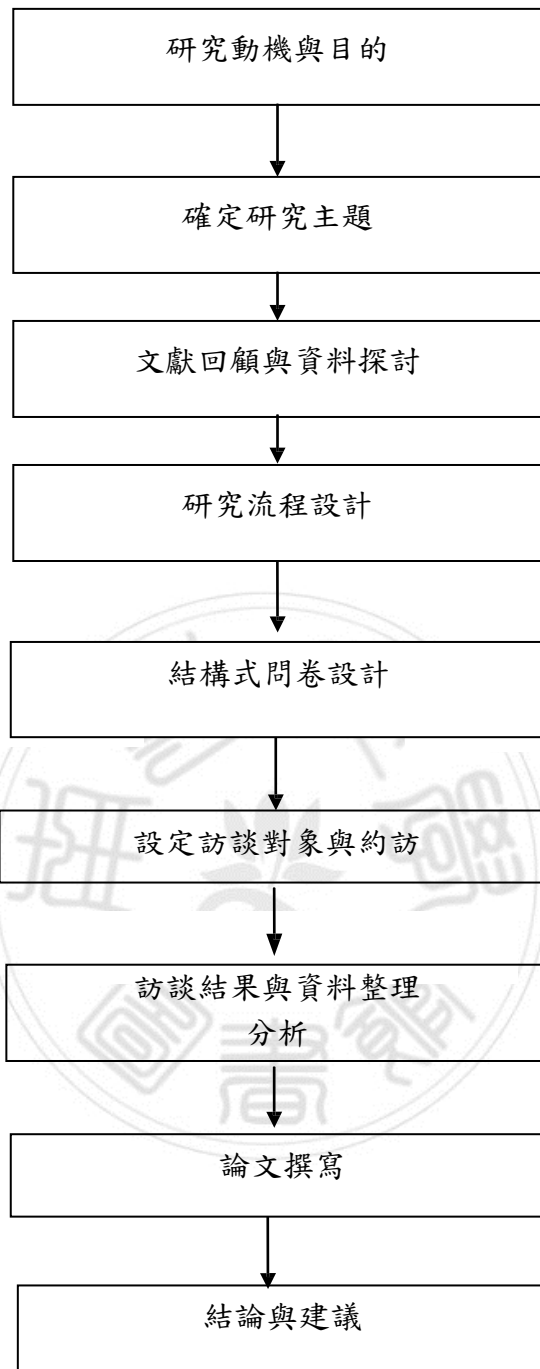 研究動機與目的
確定研究主題
文獻回顧與資料探討
研究流程設計
結構式問卷設計
設定訪談對象與約訪
訪談結果與資料整理
分析
論文撰寫
結論與建議